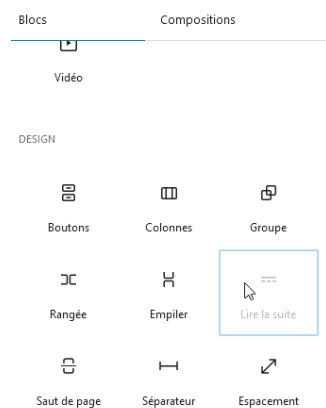 Blocs Compositions
Vidéo
DESIGN
Boutons Colonnes Groupe
Rangée Empiler Lire la suite
Saut de page Séparateur Espacement